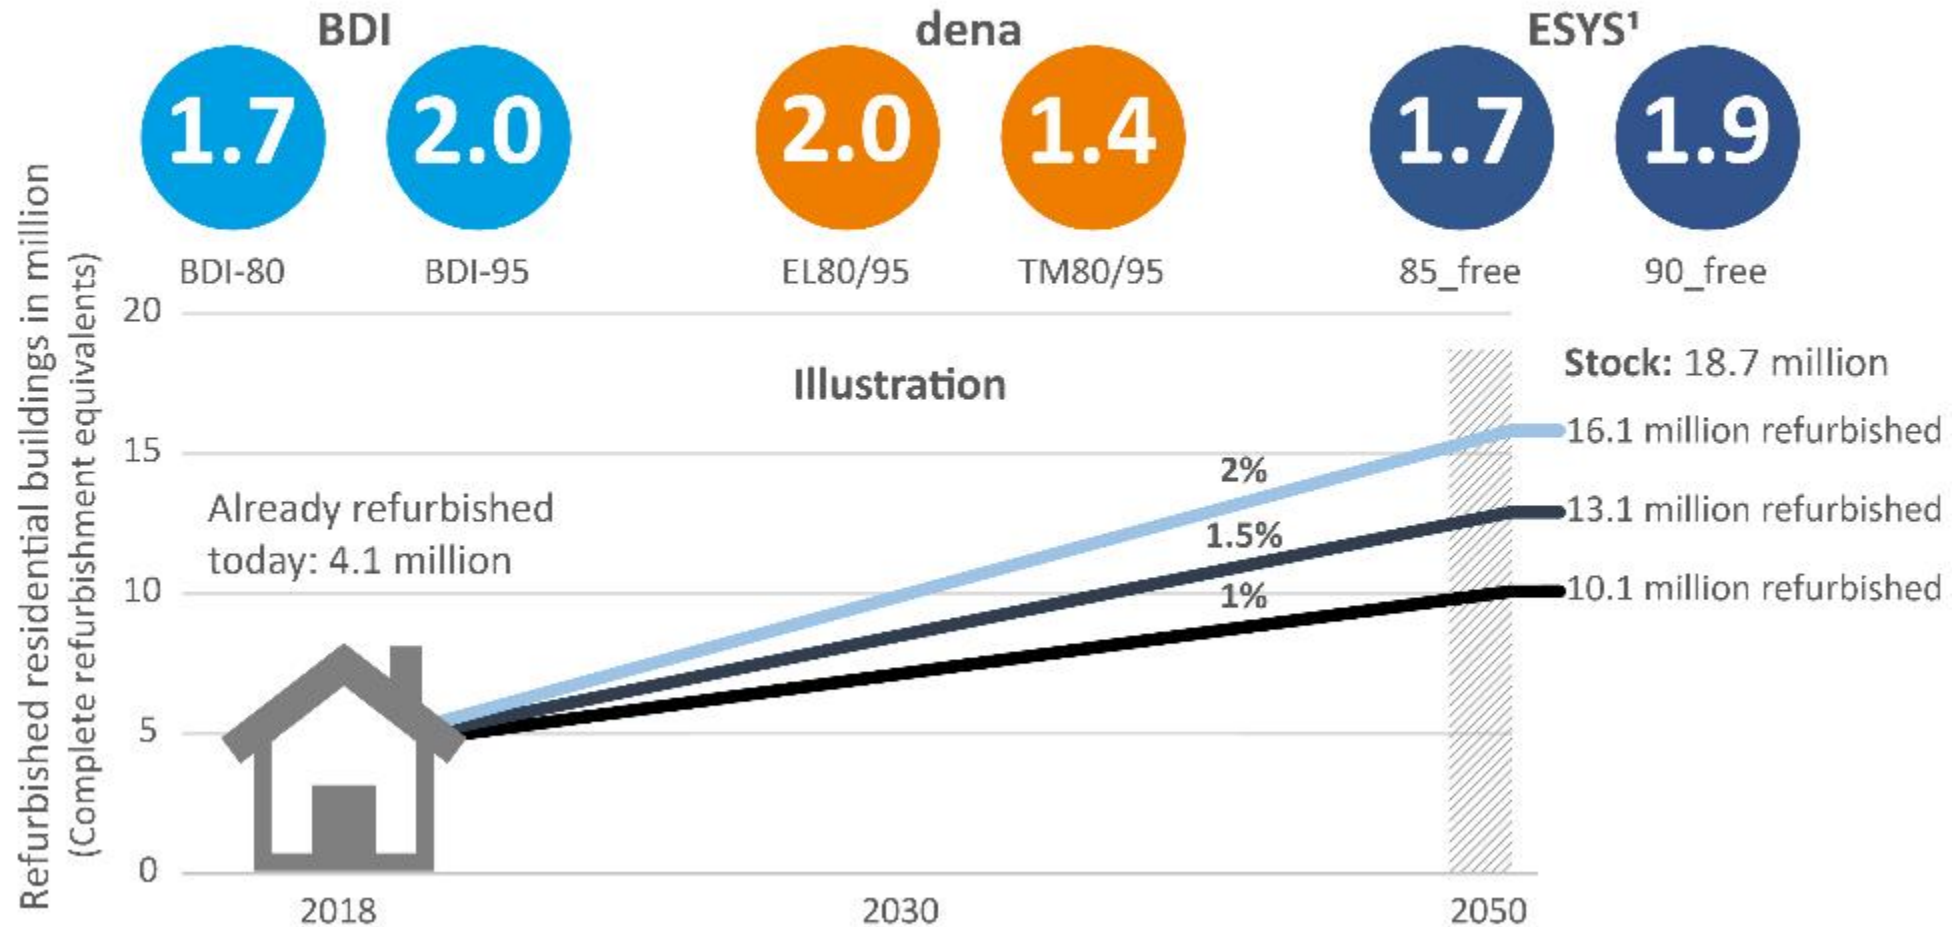 BDI
dena
ESYS¹
1.7
2.0
2.0
1.4
1.7
1.9
BDI-80
BDI-95
EL80/95
TM80/95
85_free
90_free
Refurbished residential buildings in million
(Complete refurbishment equivalents)
20
15
10
5
0
Illustration
Stock: 18.7 million
16.1 million refurbished
13.1 million refurbished
10.1 million refurbished
2%
1.5%
1%
Already refurbished
today: 4.1 million
2018
2030
2050